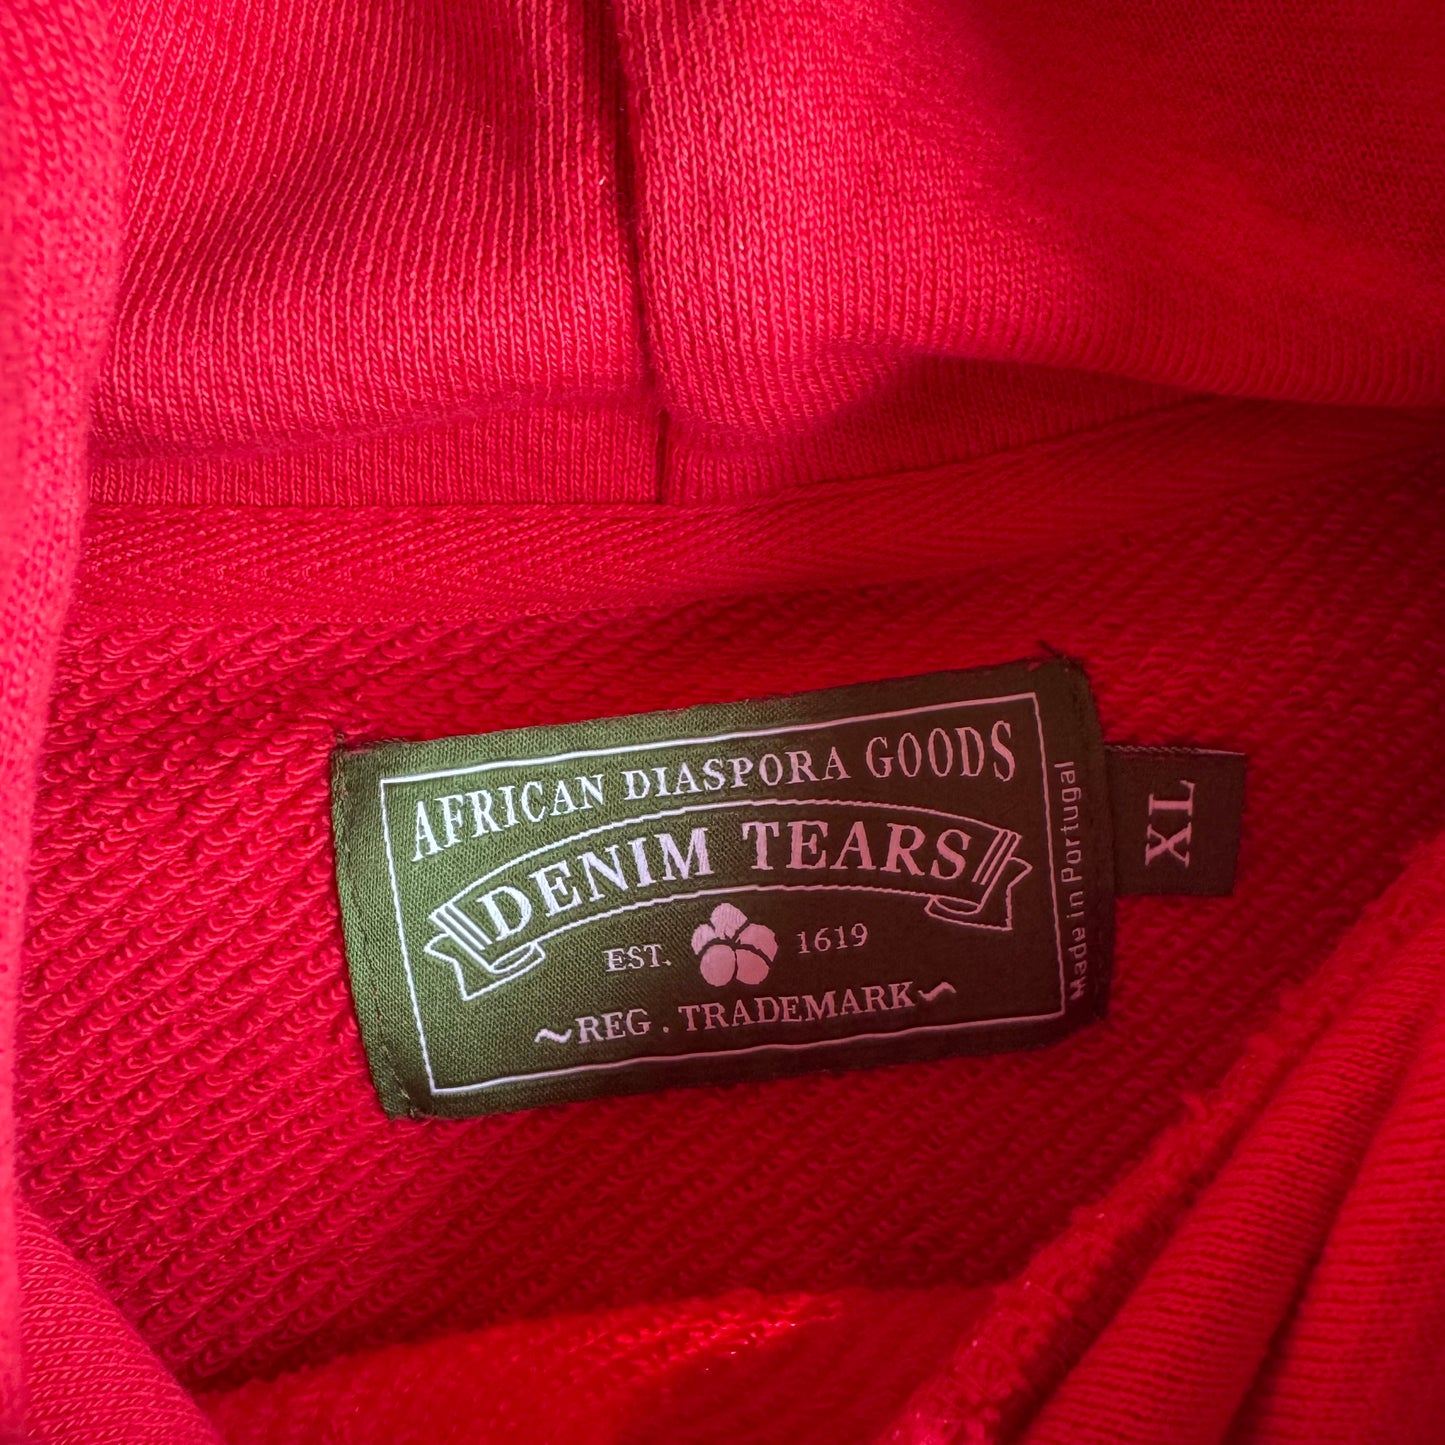 AFRICAN DIASPORA GOODS
DENIM TEARS
EST. 1619
~REG . TRADEMARK~
Made in Portugal
XL